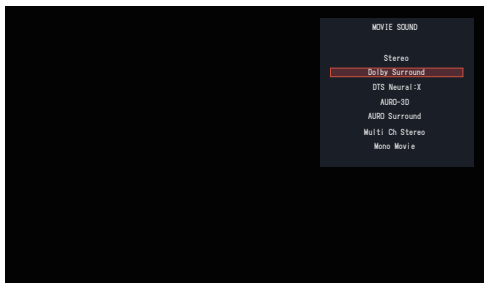 MOVIE SOUND
Stereo
Dolby Surround
DTS Neural:X
AURO-3D
AURO Surround
Multi Ch Stereo
Mono Movie